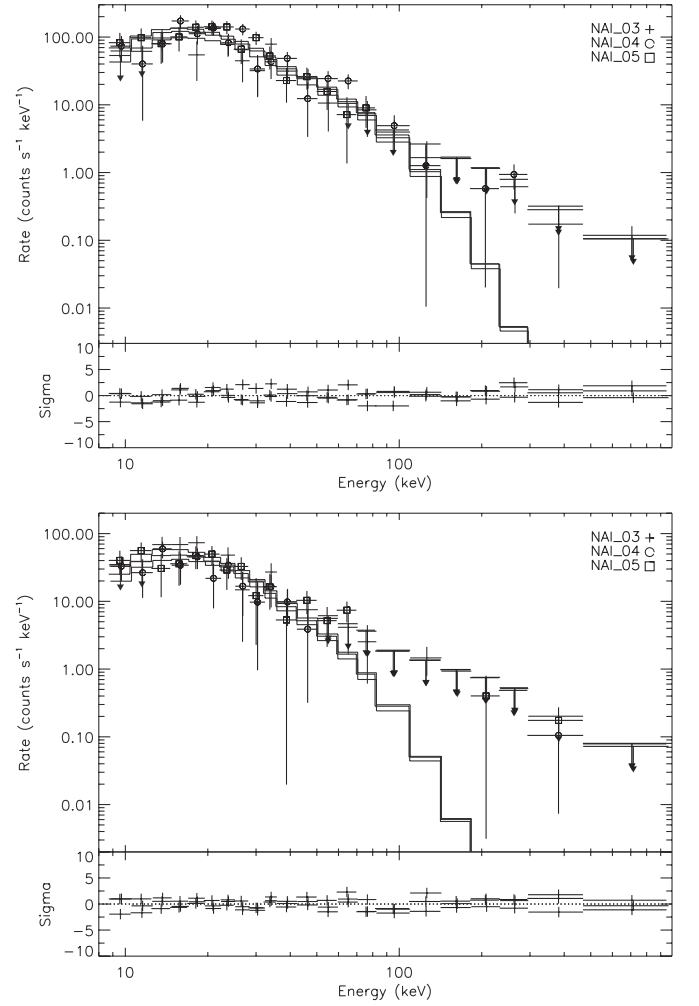 NAI_03 +
NAI_04 ○
NAI_05 □
100.00
10.00
1.00
0.10
0.01
Rate (counts s⁻¹ keV⁻¹)
10
5
0
−5
−10
Sigma
10
100
Energy (keV)
NAI_03 +
NAI_04 ○
NAI_05 □
100.00
10.00
1.00
0.10
0.01
Rate (counts s⁻¹ keV⁻¹)
10
5
0
−5
−10
Sigma
10
100
Energy (keV)